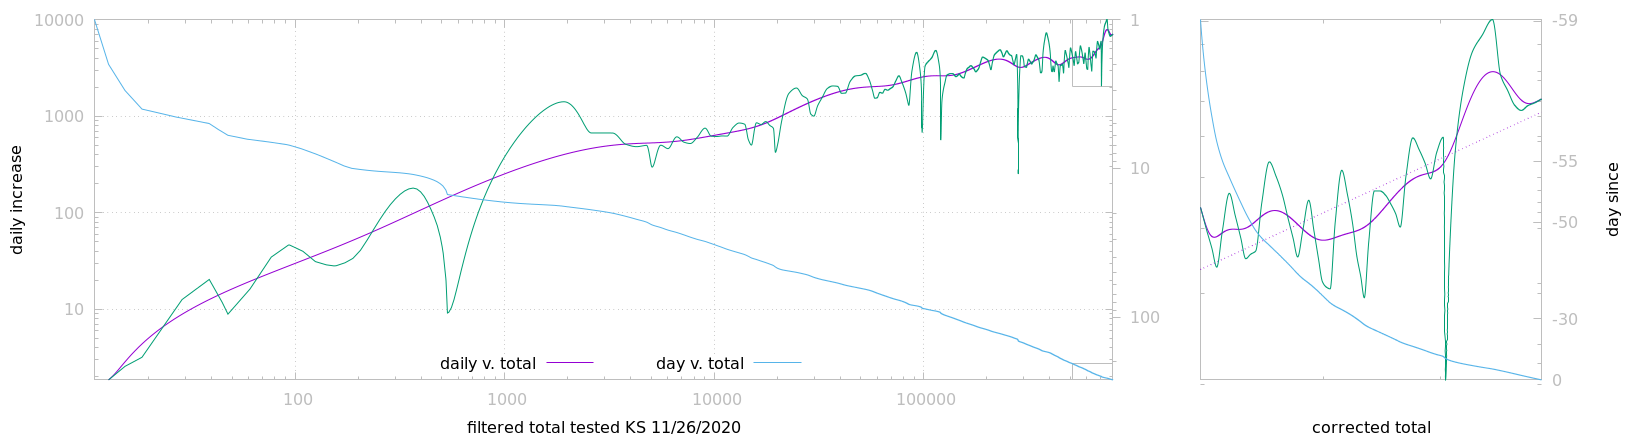 10000
1000
100
10
daily increase
100
1000
10000
100000
1
10
100
daily v. total
day v. total
filtered total tested KS 11/26/2020
-59
-55
-50
-30
0
day since
corrected total